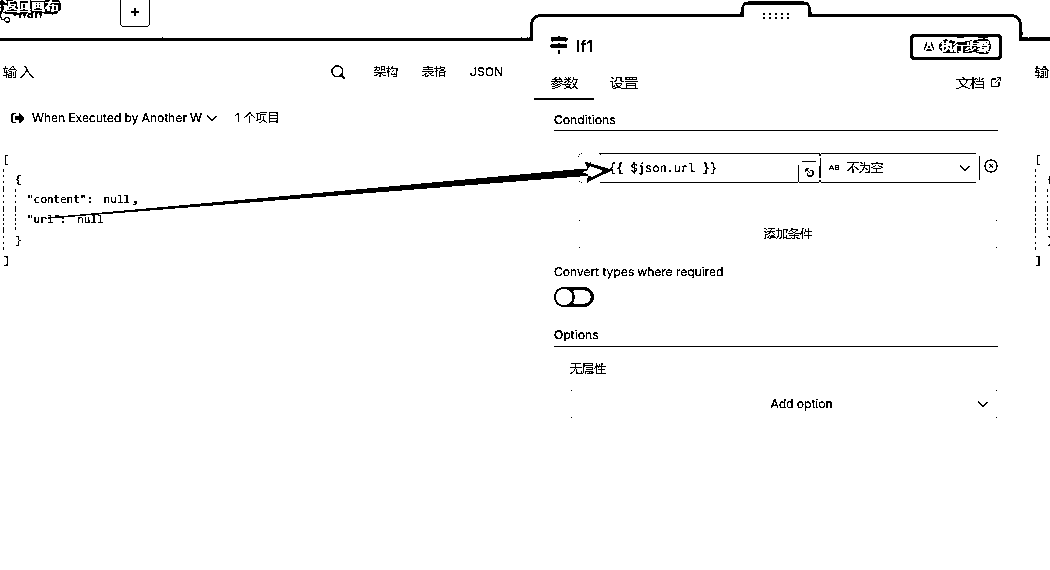 返回画布
+
If1
执行步骤
输入
架构 表格 JSON
参数 设置
文档
When Executed by Another W
1个项目
Conditions
[
{
"content": null,
"url": null
}
]
{{ $json.url }}
AB 不为空
添加条件
Convert types where required
Options
无属性
Add option
输
[
]